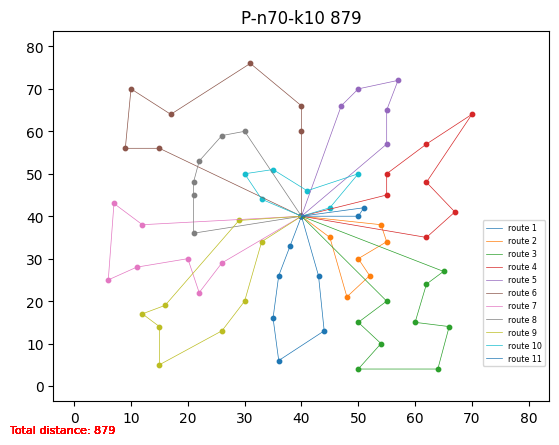 P-n70-k10 879
80
70
60
50
40
30
20
10
0
route 1
route 2
route 3
route 4
route 5
route 6
route 7
route 8
route 9
route 10
route 11
0 10 20 30 40 50 60 70 80
Total distance: 879